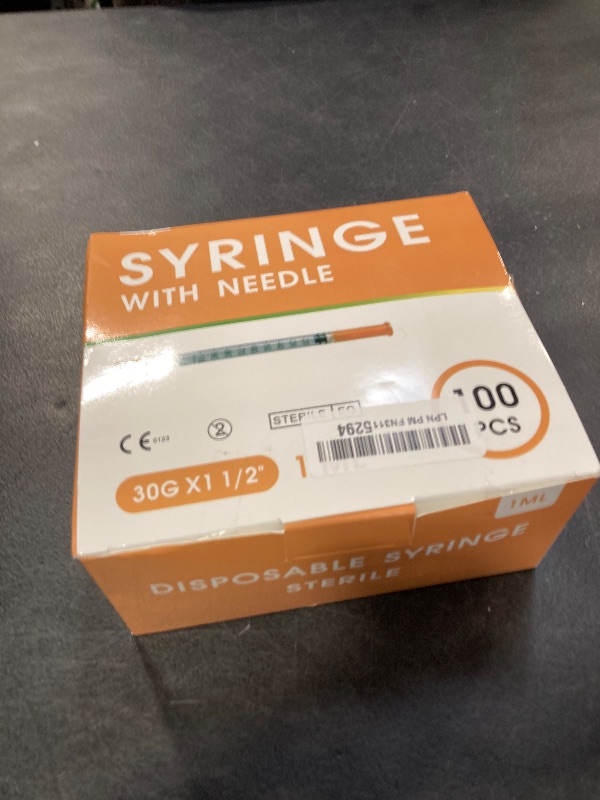 SYRINGE
WITH NEEDLE
100
PCS
STERILE EO
CE
2
LPN PM FN3115294
30G X1 1/2"
1ML
DISPOSABLE SYRINGE
STERILE